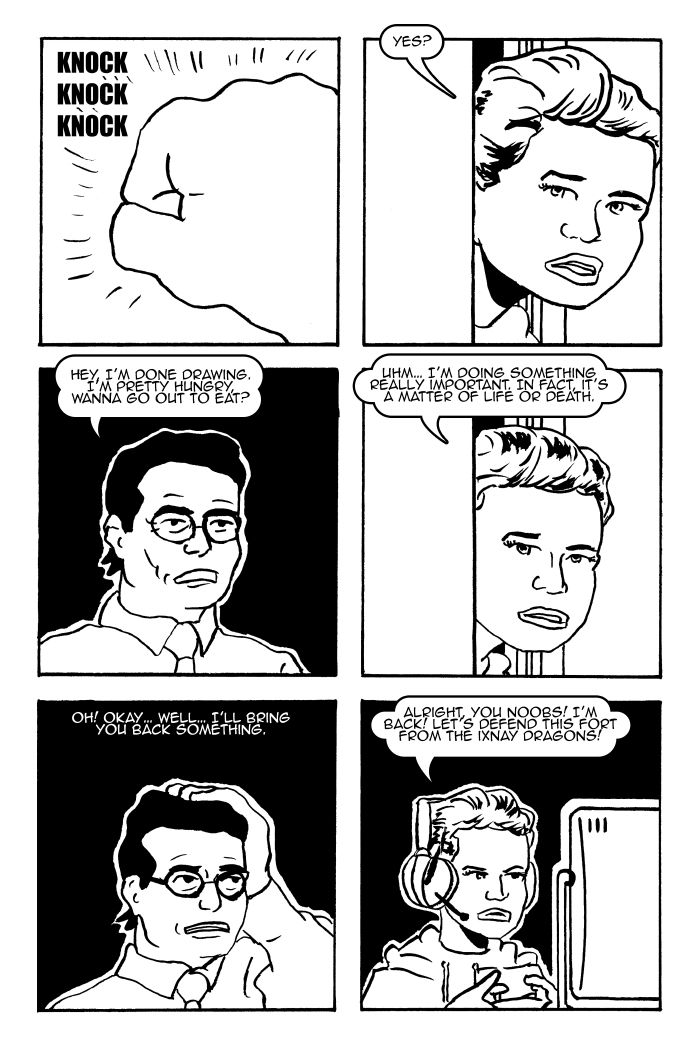 KNOCK
KNOCK
KNOCK
YES?
HEY, I'M DONE DRAWING.
I'M PRETTY HUNGRY,
WANNA GO OUT TO EAT?
UHM... I'M DOING SOMETHING
REALLY IMPORTANT. IN FACT, IT'S
A MATTER OF LIFE OR DEATH.
OH! OKAY... WELL... I'LL BRING
YOU BACK SOMETHING.
ALRIGHT, YOU NOOBS! I'M
BACK! LET'S DEFEND THIS FORT
FROM THE IXNAY DRAGONS!